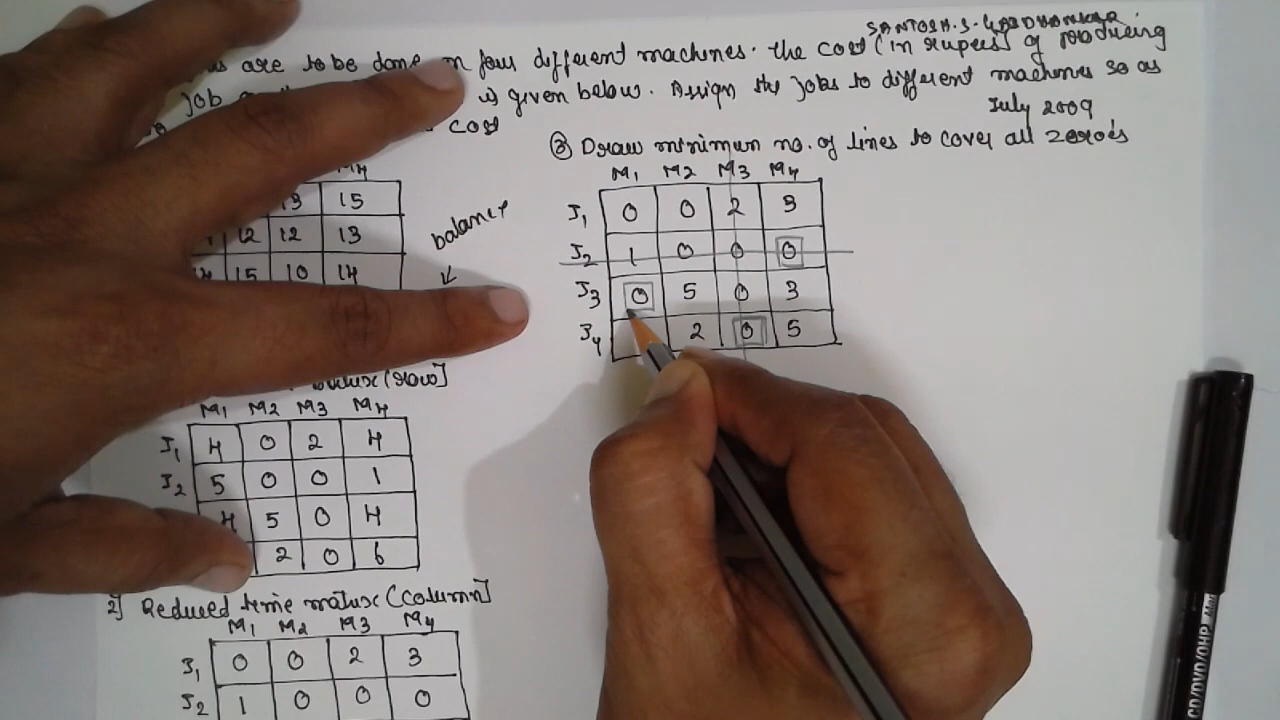 SANTOSH.S.
are to be done four different machines. the cost (in rupees) of producing
job is given below. Assign the jobs to different machines so as
cost
July 2009
③ Draw minimum no. of lines to cover all zeroes
M1 M2 M3 M4
J1 0 0 2 3
J2 1 0 0 0
J3 0 5 0 3
J4 2 0 5
M4
13 15
12 12 13
15 10 14
balance
(row)]
M1 M2 M3 M4
J1 4 0 2 4
J2 5 0 0 1
4 5 0 4
2 0 6
2] Reduced time matrix (column]
M1 M2 M3 M4
J1 0 0 2 3
J2 1 0 0 0
CD/DVD/OHP